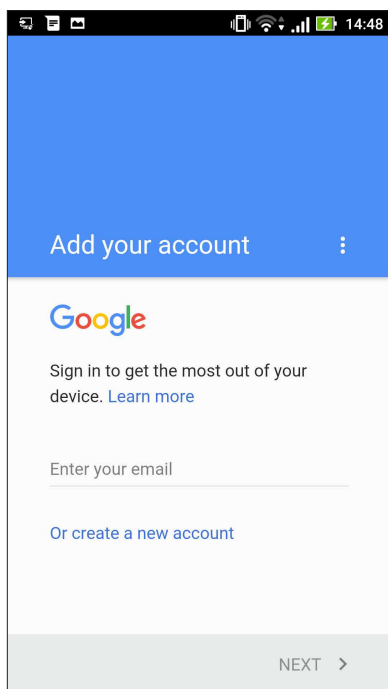 14:48
Add your account
Google
Sign in to get the most out of your
device. Learn more
Enter your email
Or create a new account
NEXT